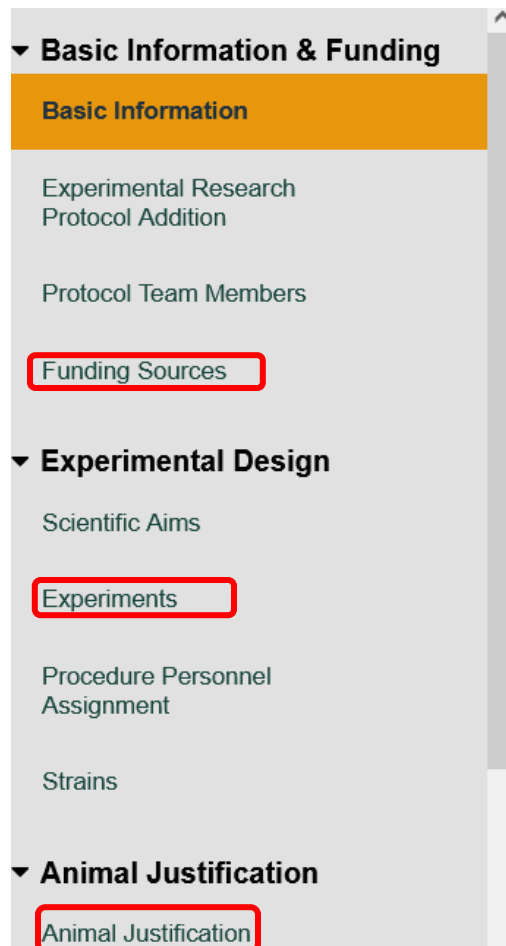 Basic Information & Funding
Basic Information
Experimental Research
Protocol Addition
Protocol Team Members
Funding Sources
Experimental Design
Scientific Aims
Experiments
Procedure Personnel
Assignment
Strains
Animal Justification
Animal Justification